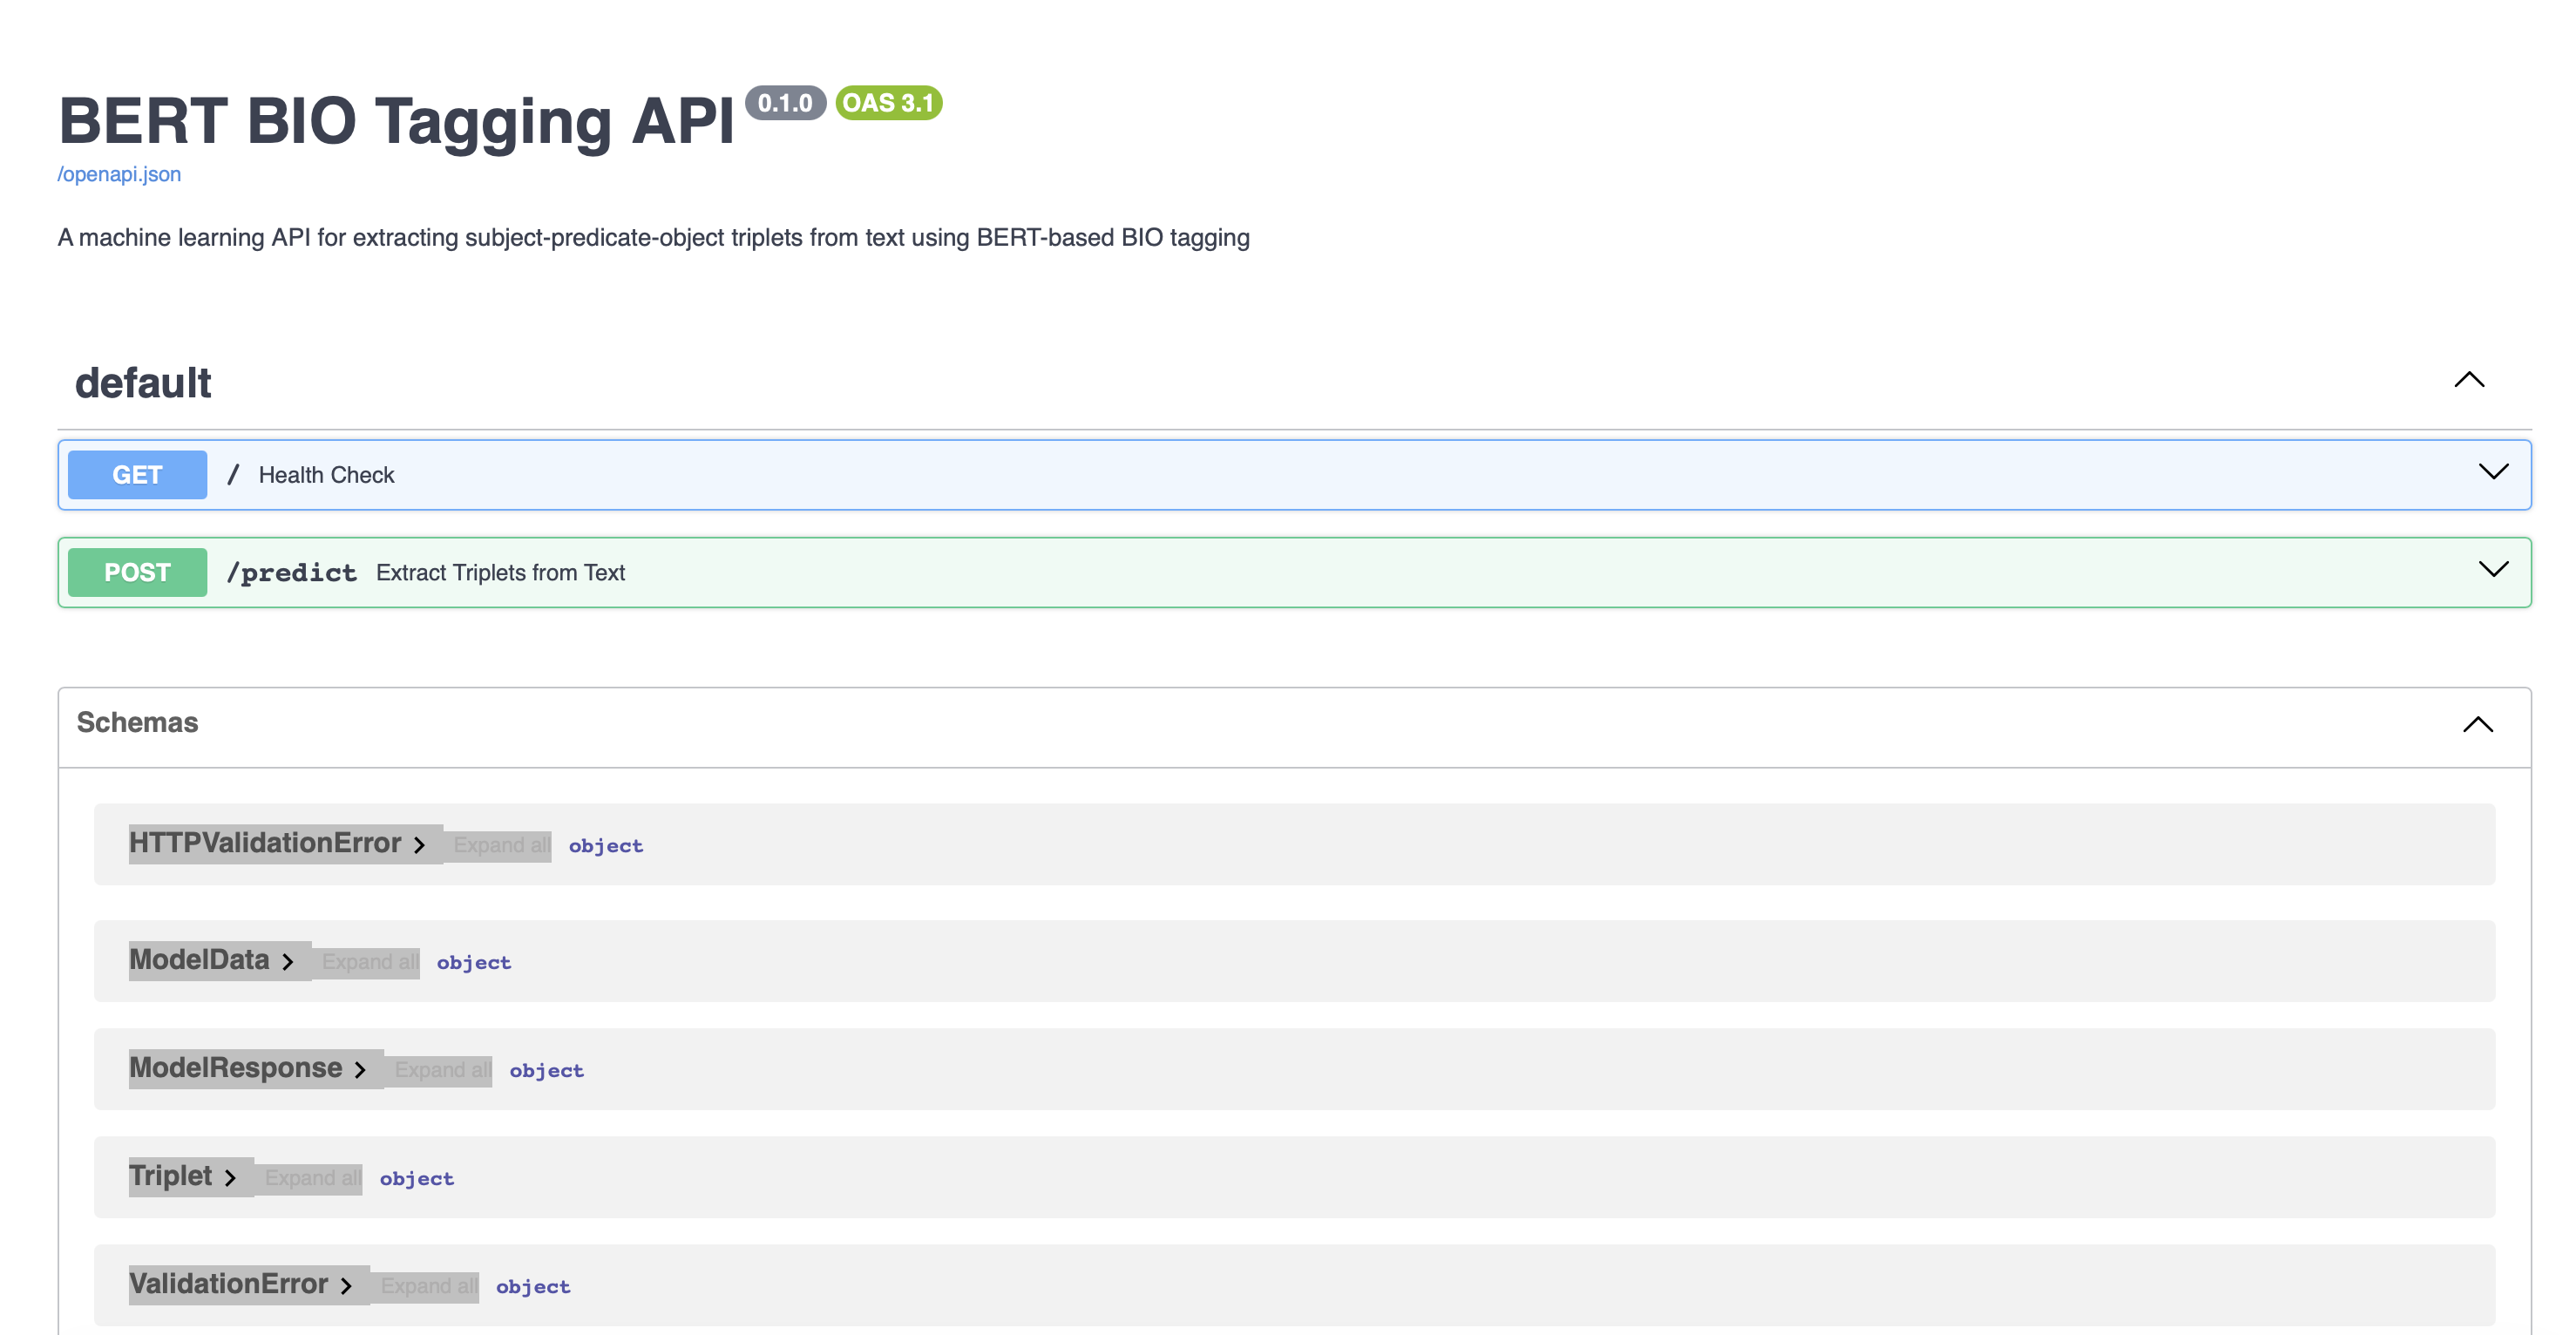 BERT BIO Tagging API 0.1.0 OAS 3.1
/openapi.json
A machine learning API for extracting subject-predicate-object triplets from text using BERT-based BIO tagging
default
GET / Health Check
POST /predict Extract Triplets from Text
Schemas
HTTPValidationError Expand all object
ModelData Expand all object
ModelResponse Expand all object
Triplet Expand all object
ValidationError Expand all object